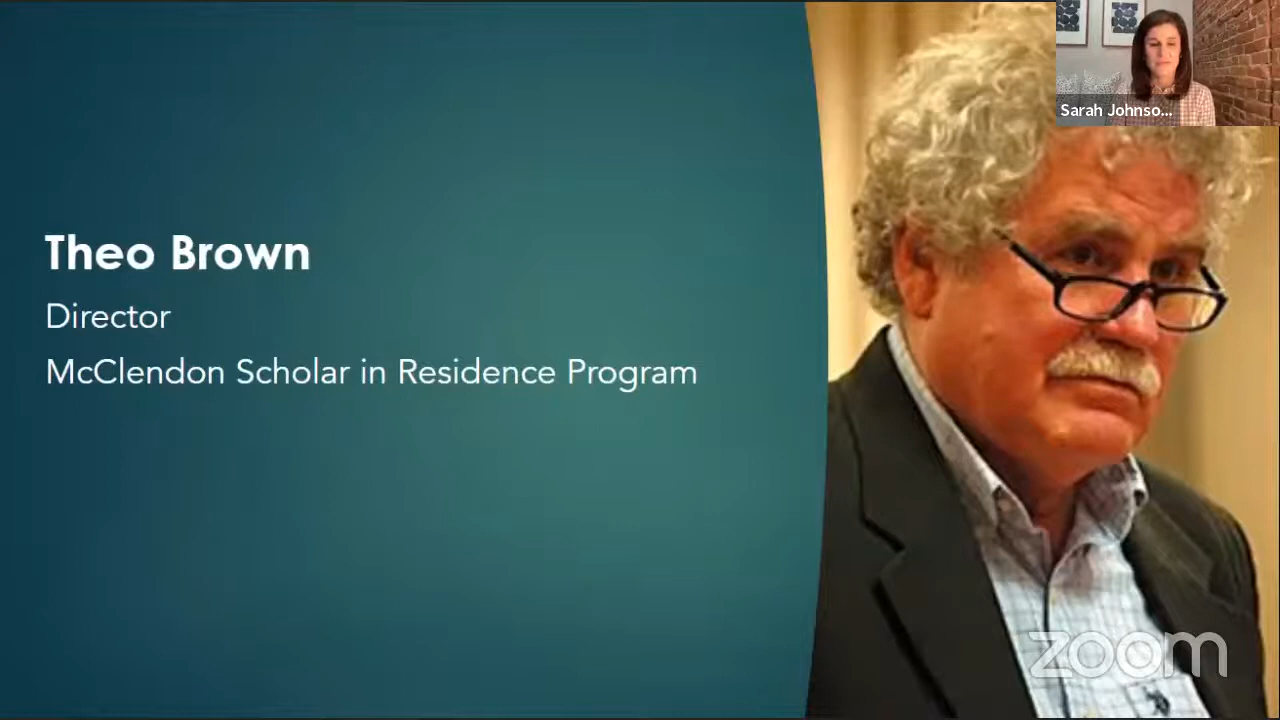 Sarah Johnso...
Theo Brown
Director
McClendon Scholar in Residence Program
zoom